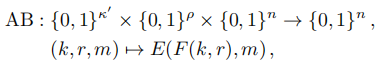 AB : {0, 1}^{κ′} × {0, 1}^ρ × {0, 1}^n → {0, 1}^n ,
(k, r, m) ↦ E(F(k, r), m) ,